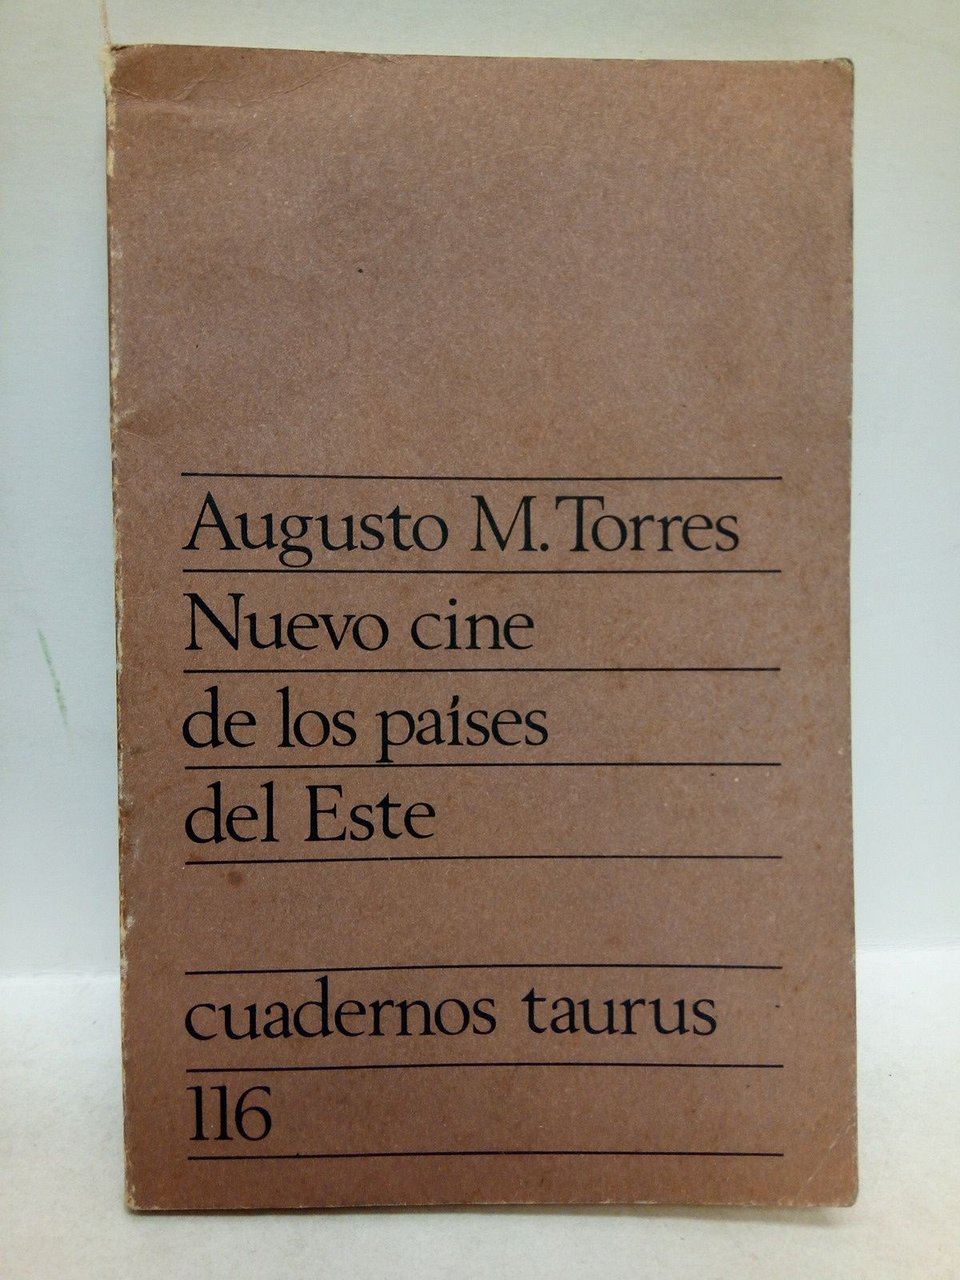 Augusto M. Torres
Nuevo cine
de los países
del Este
cuadernos taurus
116